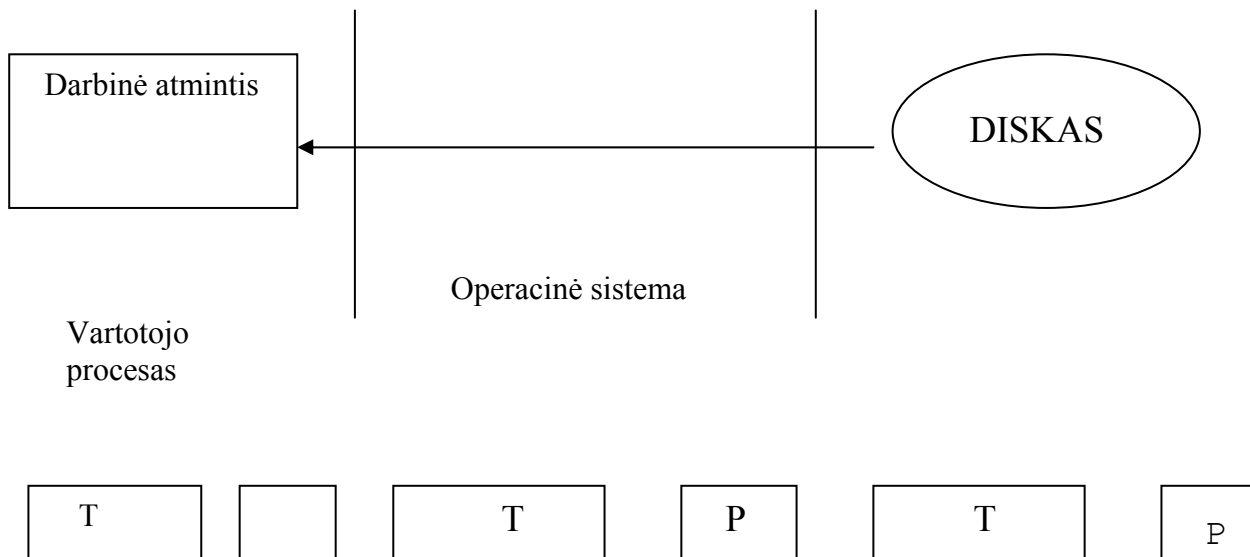 Darbinė atmintis
DISKAS
Operacinė sistema
Vartotojo
procesas
T T P T P